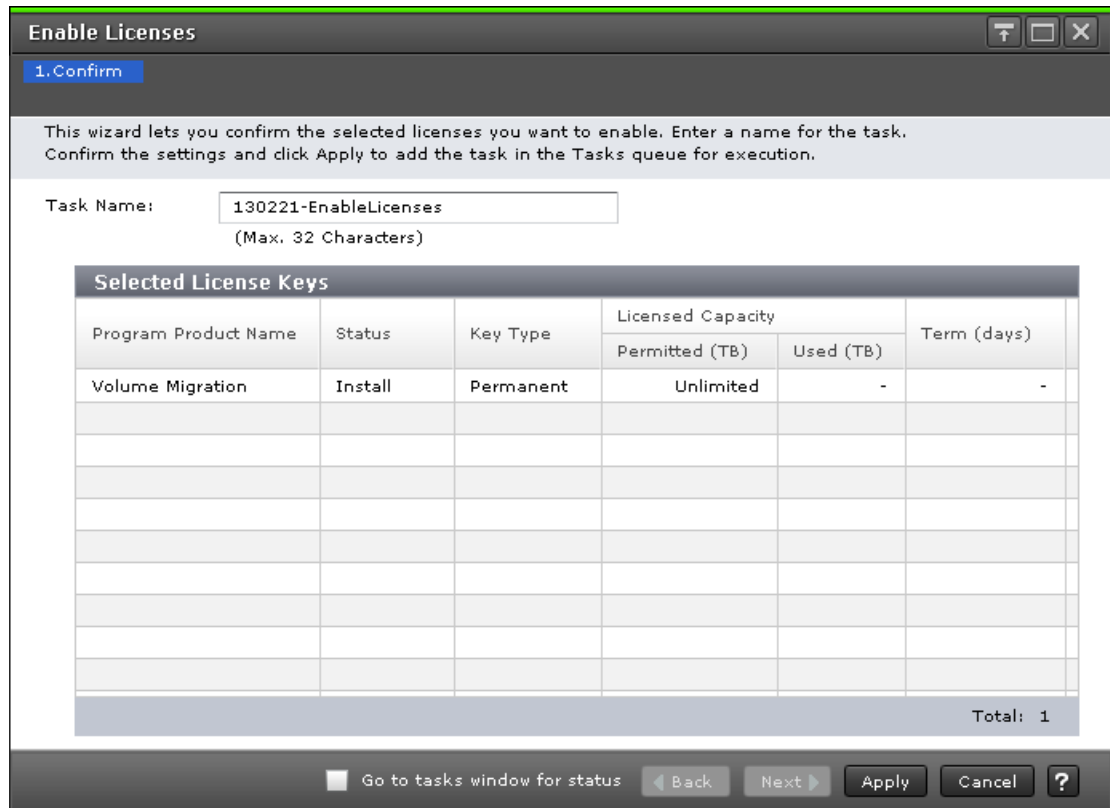 Enable Licenses
1.Confirm
This wizard lets you confirm the selected licenses you want to enable. Enter a name for the task.
Confirm the settings and click Apply to add the task in the Tasks queue for execution.
Task Name: 130221-EnableLicenses
(Max. 32 Characters)
Selected License Keys
Program Product Name Status Key Type Licensed Capacity Term (days)
Permitted (TB) Used (TB)
Volume Migration Install Permanent Unlimited - -
Total: 1
Go to tasks window for status Back Next Apply Cancel ?